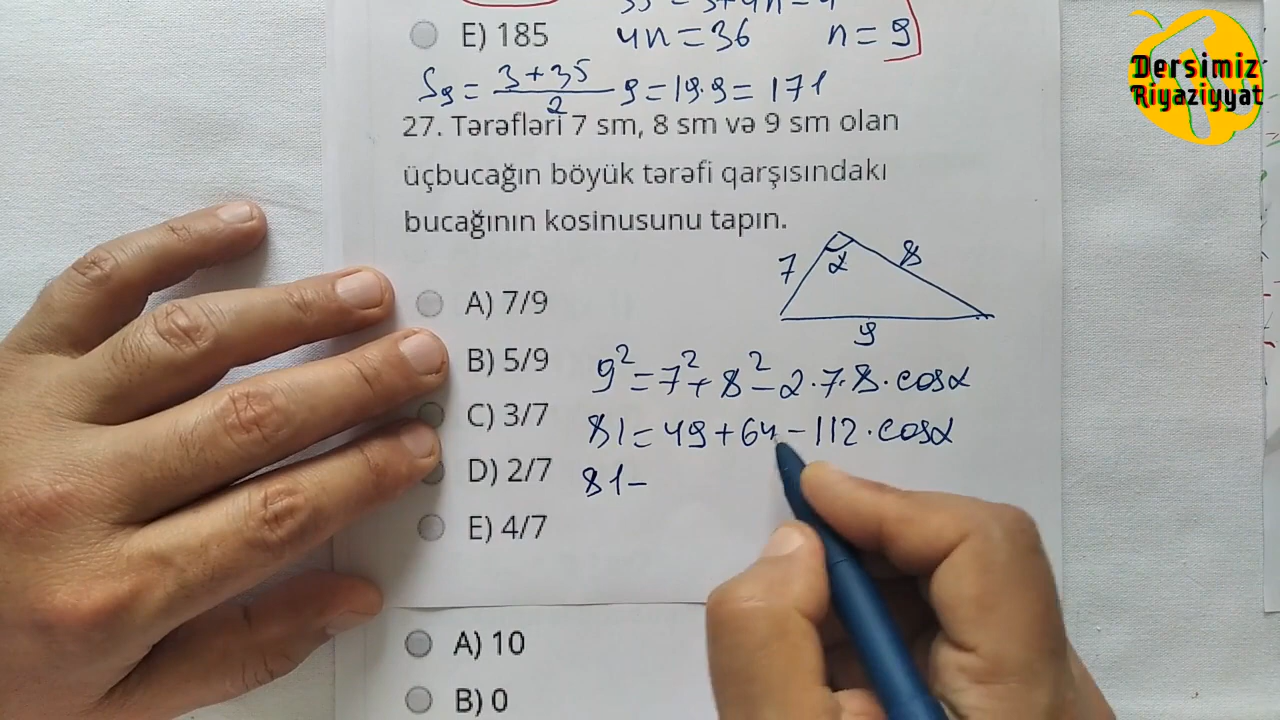 E) 185
4n = 36 n = 9
S₉ = 3+35/2 9 = 19·9 = 171
27. Tərəfləri 7 sm, 8 sm və 9 sm olan
üçbucağın böyük tərəfi qarşısındakı
bucağının kosinusunu tapın.
7 α 8
9
A) 7/9
B) 5/9
C) 3/7
D) 2/7
E) 4/7
9² = 7² + 8² - 2·7·8·cosα
81 = 49 + 64 - 112·cosα
81 -
A) 10
B) 0
Dersimiz
Riyaziyyat